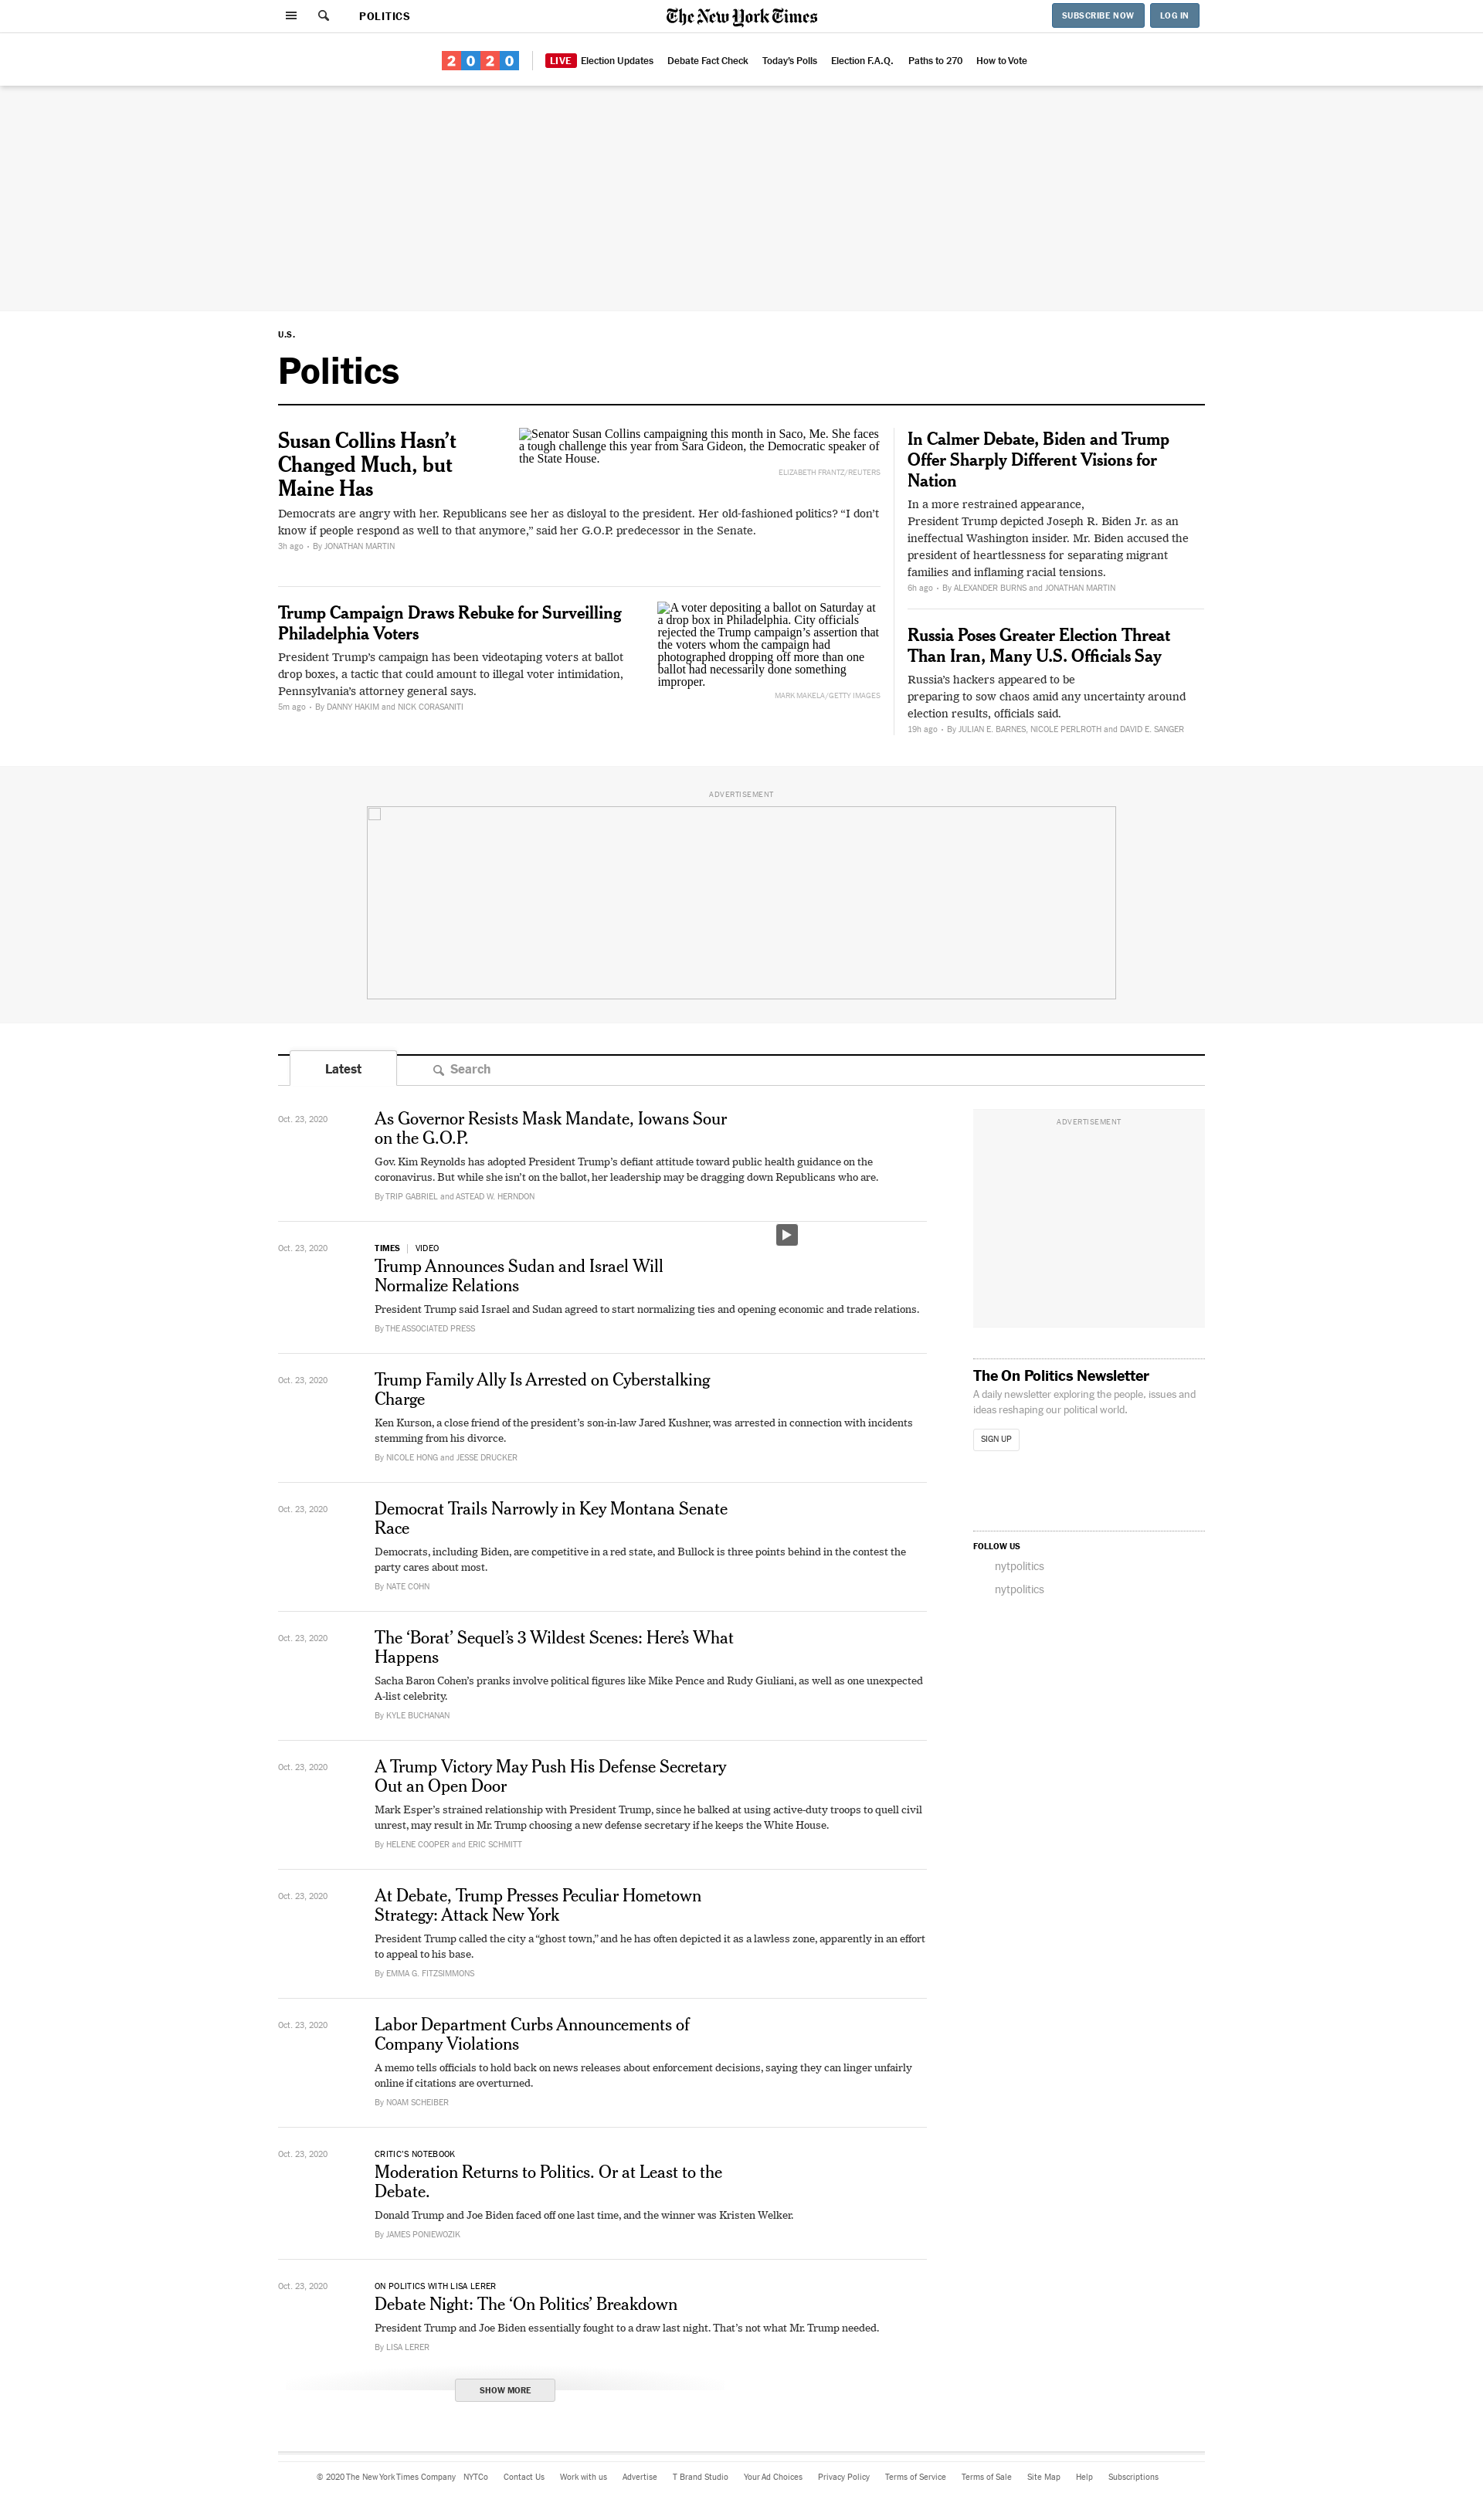 POLITICS
The New York Times
SUBSCRIBE NOW
LOG IN
2020
LIVE Election Updates
Debate Fact Check
Today's Polls
Election F.A.Q.
Paths to 270
How to Vote
U.S.
Politics
Susan Collins Hasn’t
Changed Much, but
Maine Has
Senator Susan Collins campaigning this month in Saco, Me. She faces
a tough challenge this year from Sara Gideon, the Democratic speaker of
the State House.
ELIZABETH FRANTZ/REUTERS
Democrats are angry with her. Republicans see her as disloyal to the president. Her old-fashioned politics? “I don’t
know if people respond as well to that anymore,” said her G.O.P. predecessor in the Senate.
3h ago • By JONATHAN MARTIN
Trump Campaign Draws Rebuke for Surveilling
Philadelphia Voters
President Trump’s campaign has been videotaping voters at ballot
drop boxes, a tactic that could amount to illegal voter intimidation,
Pennsylvania’s attorney general says.
5m ago • By DANNY HAKIM and NICK CORASANITI
A voter depositing a ballot on Saturday at
a drop box in Philadelphia. City officials
rejected the Trump campaign’s assertion that
the voters whom the campaign had
photographed dropping off more than one
ballot had necessarily done something
improper.
MARK MAKELA/GETTY IMAGES
In Calmer Debate, Biden and Trump
Offer Sharply Different Visions for
Nation
In a more restrained appearance,
President Trump depicted Joseph R. Biden Jr. as an
ineffectual Washington insider. Mr. Biden accused the
president of heartlessness for separating migrant
families and inflaming racial tensions.
6h ago • By ALEXANDER BURNS and JONATHAN MARTIN
Russia Poses Greater Election Threat
Than Iran, Many U.S. Officials Say
Russia’s hackers appeared to be
preparing to sow chaos amid any uncertainty around
election results, officials said.
19h ago • By JULIAN E. BARNES, NICOLE PERLROTH and DAVID E. SANGER
ADVERTISEMENT
Latest
Search
Oct. 23, 2020
As Governor Resists Mask Mandate, Iowans Sour
on the G.O.P.
Gov. Kim Reynolds has adopted President Trump’s defiant attitude toward public health guidance on the
coronavirus. But while she isn’t on the ballot, her leadership may be dragging down Republicans who are.
By TRIP GABRIEL and ASTEAD W. HERNDON
Oct. 23, 2020
TIMES | VIDEO
Trump Announces Sudan and Israel Will
Normalize Relations
President Trump said Israel and Sudan agreed to start normalizing ties and opening economic and trade relations.
By THE ASSOCIATED PRESS
Oct. 23, 2020
Trump Family Ally Is Arrested on Cyberstalking
Charge
Ken Kurson, a close friend of the president’s son-in-law Jared Kushner, was arrested in connection with incidents
stemming from his divorce.
By NICOLE HONG and JESSE DRUCKER
Oct. 23, 2020
Democrat Trails Narrowly in Key Montana Senate
Race
Democrats, including Biden, are competitive in a red state, and Bullock is three points behind in the contest the
party cares about most.
By NATE COHN
Oct. 23, 2020
The ‘Borat’ Sequel’s 3 Wildest Scenes: Here’s What
Happens
Sacha Baron Cohen’s pranks involve political figures like Mike Pence and Rudy Giuliani, as well as one unexpected
A-list celebrity.
By KYLE BUCHANAN
Oct. 23, 2020
A Trump Victory May Push His Defense Secretary
Out an Open Door
Mark Esper’s strained relationship with President Trump, since he balked at using active-duty troops to quell civil
unrest, may result in Mr. Trump choosing a new defense secretary if he keeps the White House.
By HELENE COOPER and ERIC SCHMITT
Oct. 23, 2020
At Debate, Trump Presses Peculiar Hometown
Strategy: Attack New York
President Trump called the city a “ghost town,” and he has often depicted it as a lawless zone, apparently in an effort
to appeal to his base.
By EMMA G. FITZSIMMONS
Oct. 23, 2020
Labor Department Curbs Announcements of
Company Violations
A memo tells officials to hold back on news releases about enforcement decisions, saying they can linger unfairly
online if citations are overturned.
By NOAM SCHEIBER
Oct. 23, 2020
CRITIC’S NOTEBOOK
Moderation Returns to Politics. Or at Least to the
Debate.
Donald Trump and Joe Biden faced off one last time, and the winner was Kristen Welker.
By JAMES PONIEWOZIK
Oct. 23, 2020
ON POLITICS WITH LISA LERER
Debate Night: The ‘On Politics’ Breakdown
President Trump and Joe Biden essentially fought to a draw last night. That’s not what Mr. Trump needed.
By LISA LERER
SHOW MORE
ADVERTISEMENT
The On Politics Newsletter
A daily newsletter exploring the people, issues and
ideas reshaping our political world.
SIGN UP
FOLLOW US
nytpolitics
nytpolitics
© 2020 The New York Times Company
NYTCo
Contact Us
Work with us
Advertise
T Brand Studio
Your Ad Choices
Privacy Policy
Terms of Service
Terms of Sale
Site Map
Help
Subscriptions